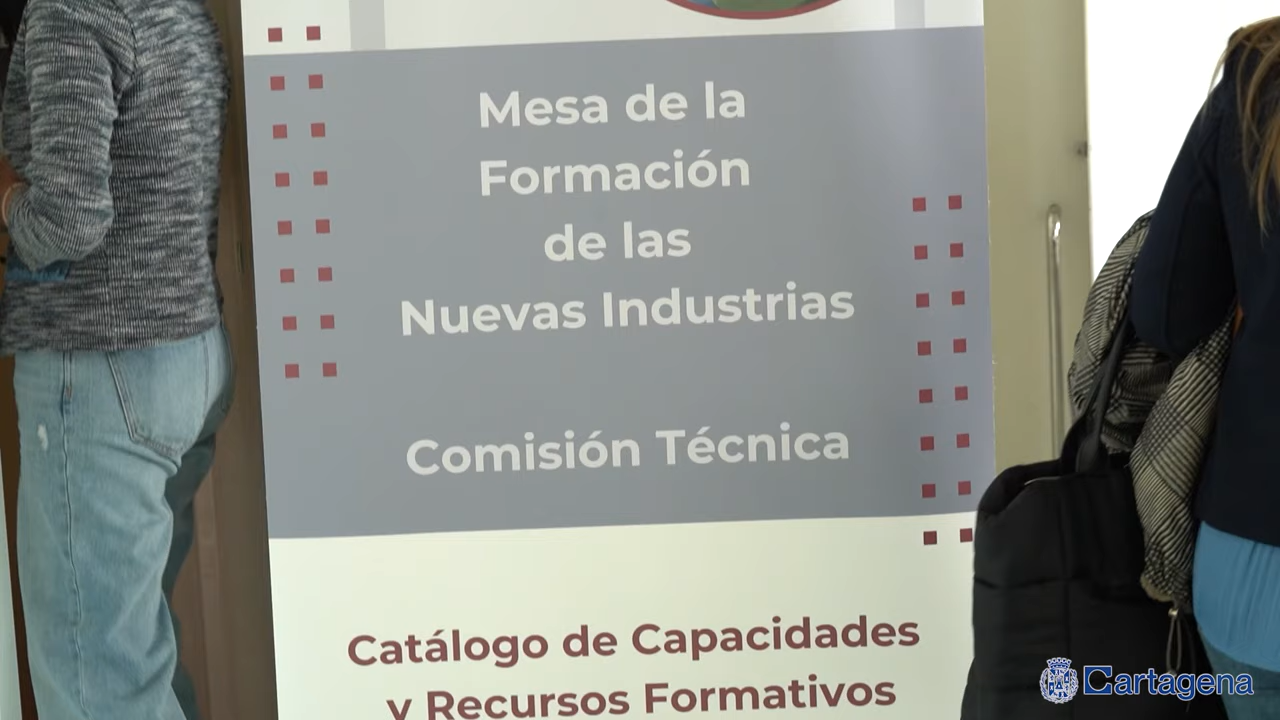 Mesa de la
Formación
de las
Nuevas Industrias
Comisión Técnica
Catálogo de Capacidades
y Recursos Formativos
Cartagena